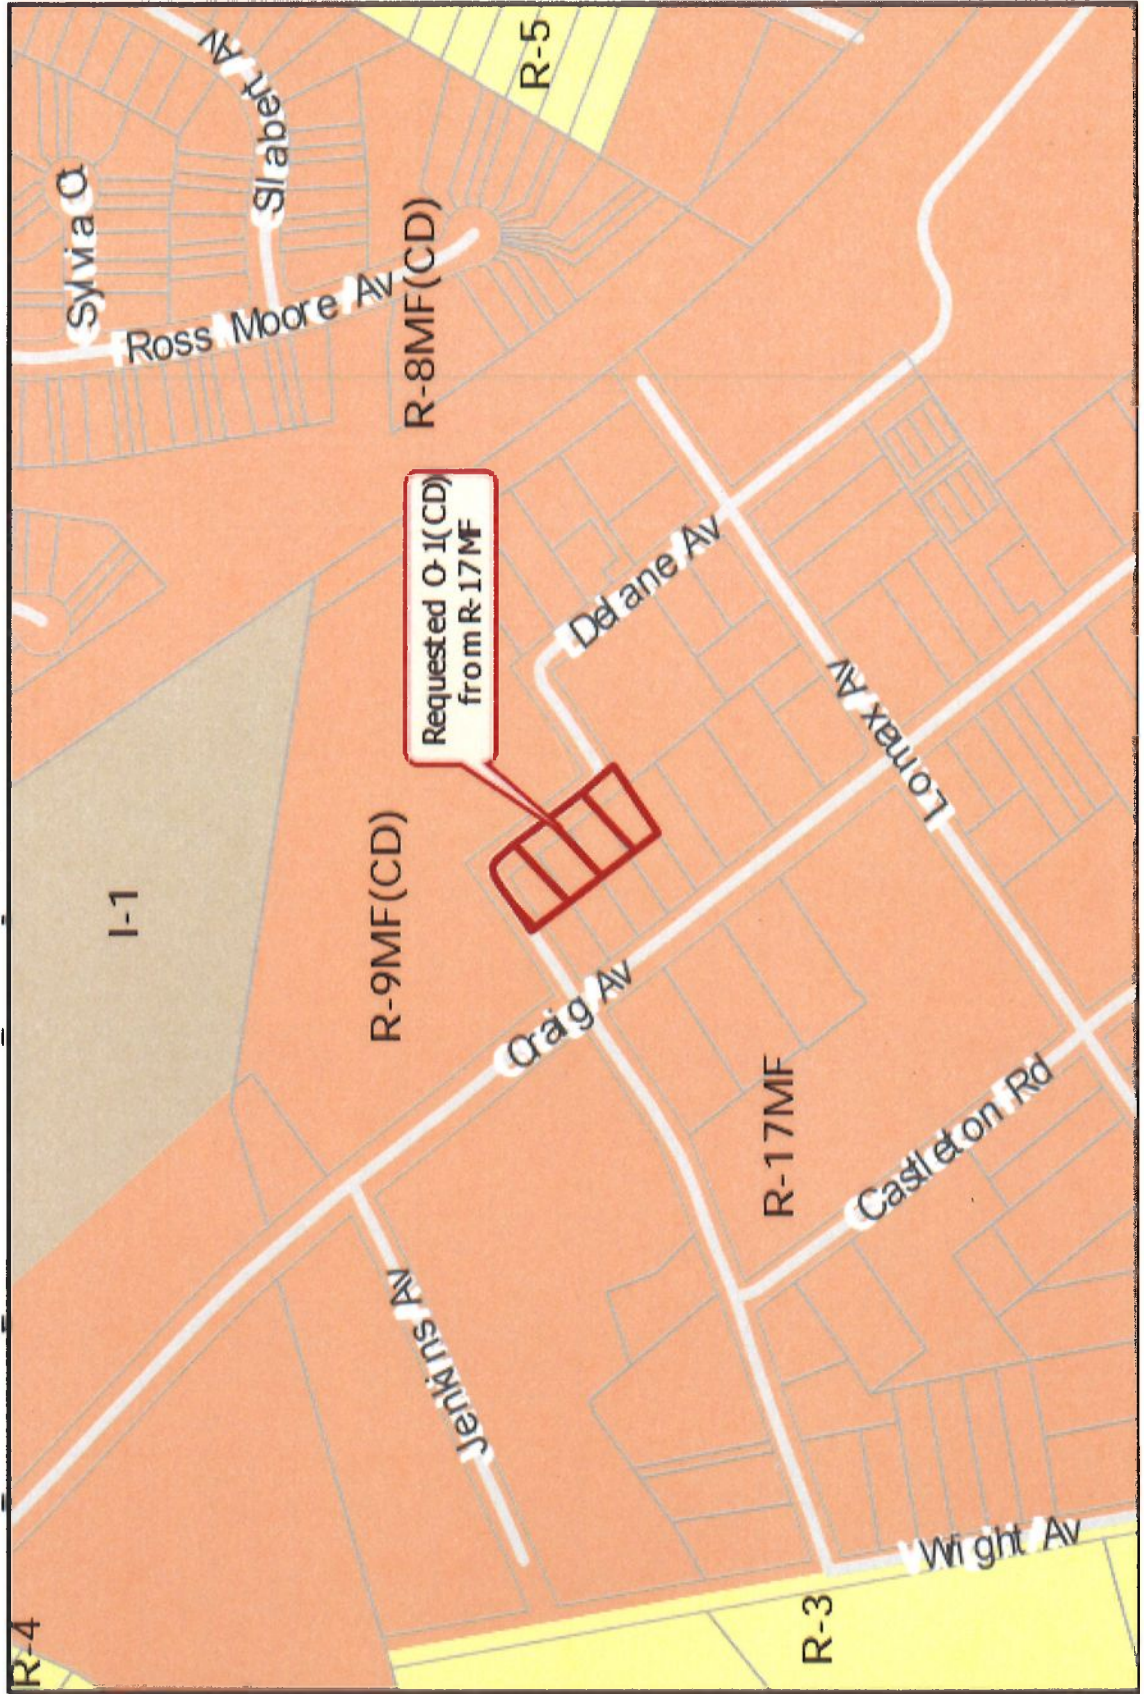 R-4
I-1
Sylvia Ct
Slabert Av
Ross Moore Av
R-5
R-8MF(CD)
R-9MF(CD)
Requested O-1(CD)
from R-17MF
Delane Av
Craig Av
Lomax Av
Jenkins Av
R-17MF
Castleton Rd
R-3
Wright Av